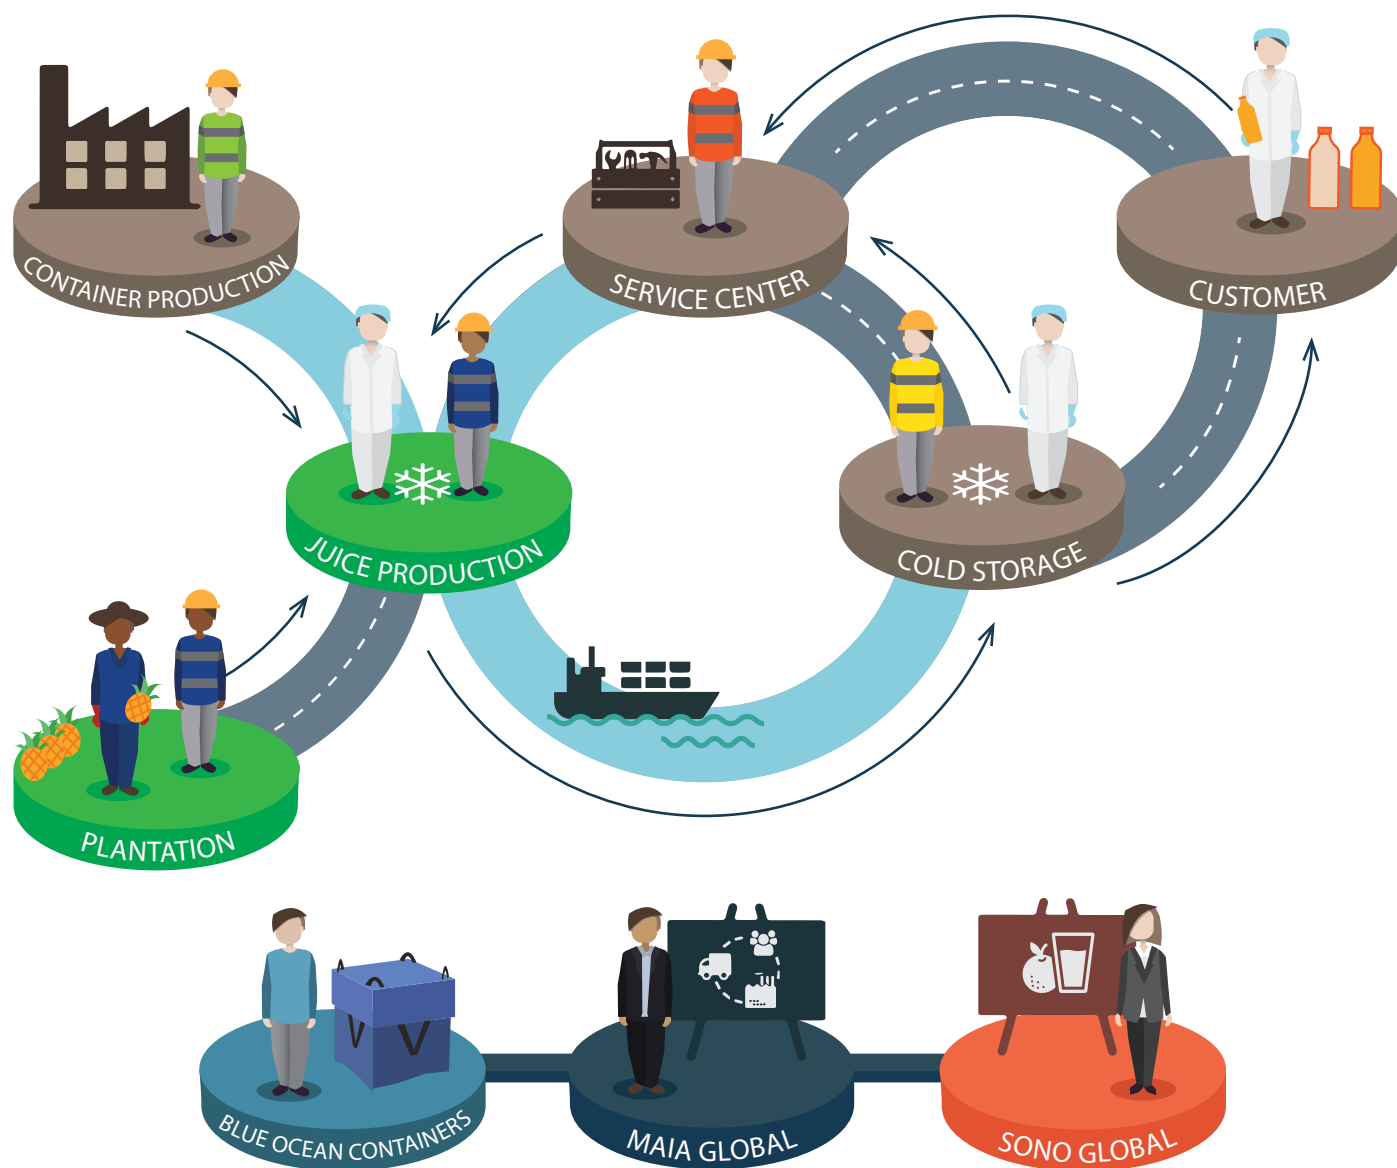 CONTAINER PRODUCTION
SERVICE CENTER
CUSTOMER
JUICE PRODUCTION
COLD STORAGE
PLANTATION
BLUE OCEAN CONTAINERS
MAIA GLOBAL
SONO GLOBAL